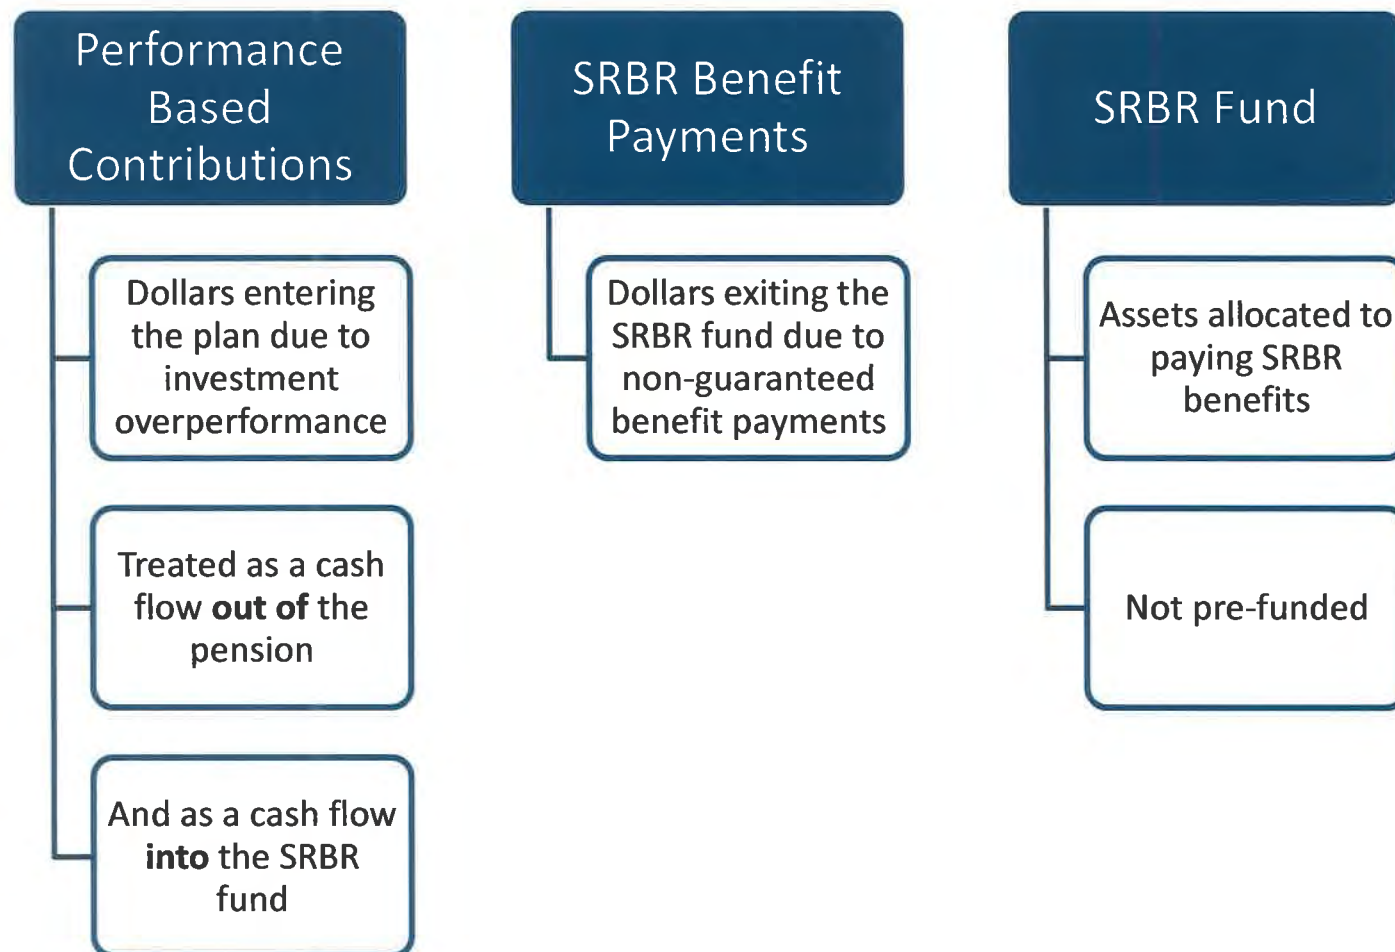 Performance
Based
Contributions
Dollars entering
the plan due to
investment
overperformance
Treated as a cash
flow out of the
pension
And as a cash flow
into the SRBR
fund
SRBR Benefit
Payments
Dollars exiting the
SRBR fund due to
non-guaranteed
benefit payments
SRBR Fund
Assets allocated to
paying SRBR
benefits
Not pre-funded